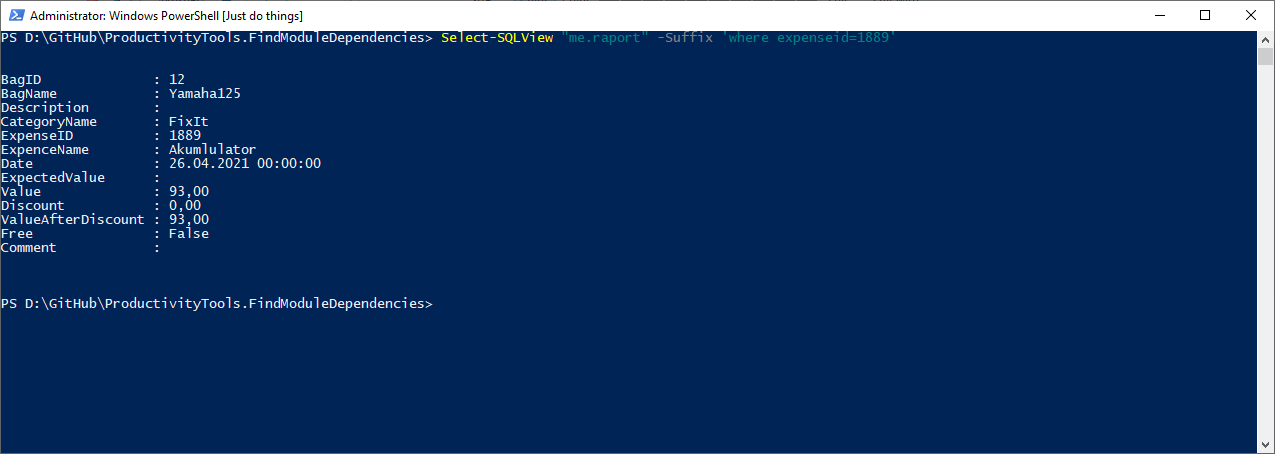 Administrator: Windows PowerShell [Just do things]
PS D:\GitHub\ProductivityTools.FindModuleDependencies> Select-SQLView "me.raport" -Suffix 'where expenseid=1889'
BagID : 12
BagName : Yamaha125
Description :
CategoryName : FixIt
ExpenseID : 1889
ExpenceName : Akumlulator
Date : 26.04.2021 00:00:00
ExpectedValue :
Value : 93,00
Discount : 0,00
ValueAfterDiscount : 93,00
Free : False
Comment :
PS D:\GitHub\ProductivityTools.FindModuleDependencies>